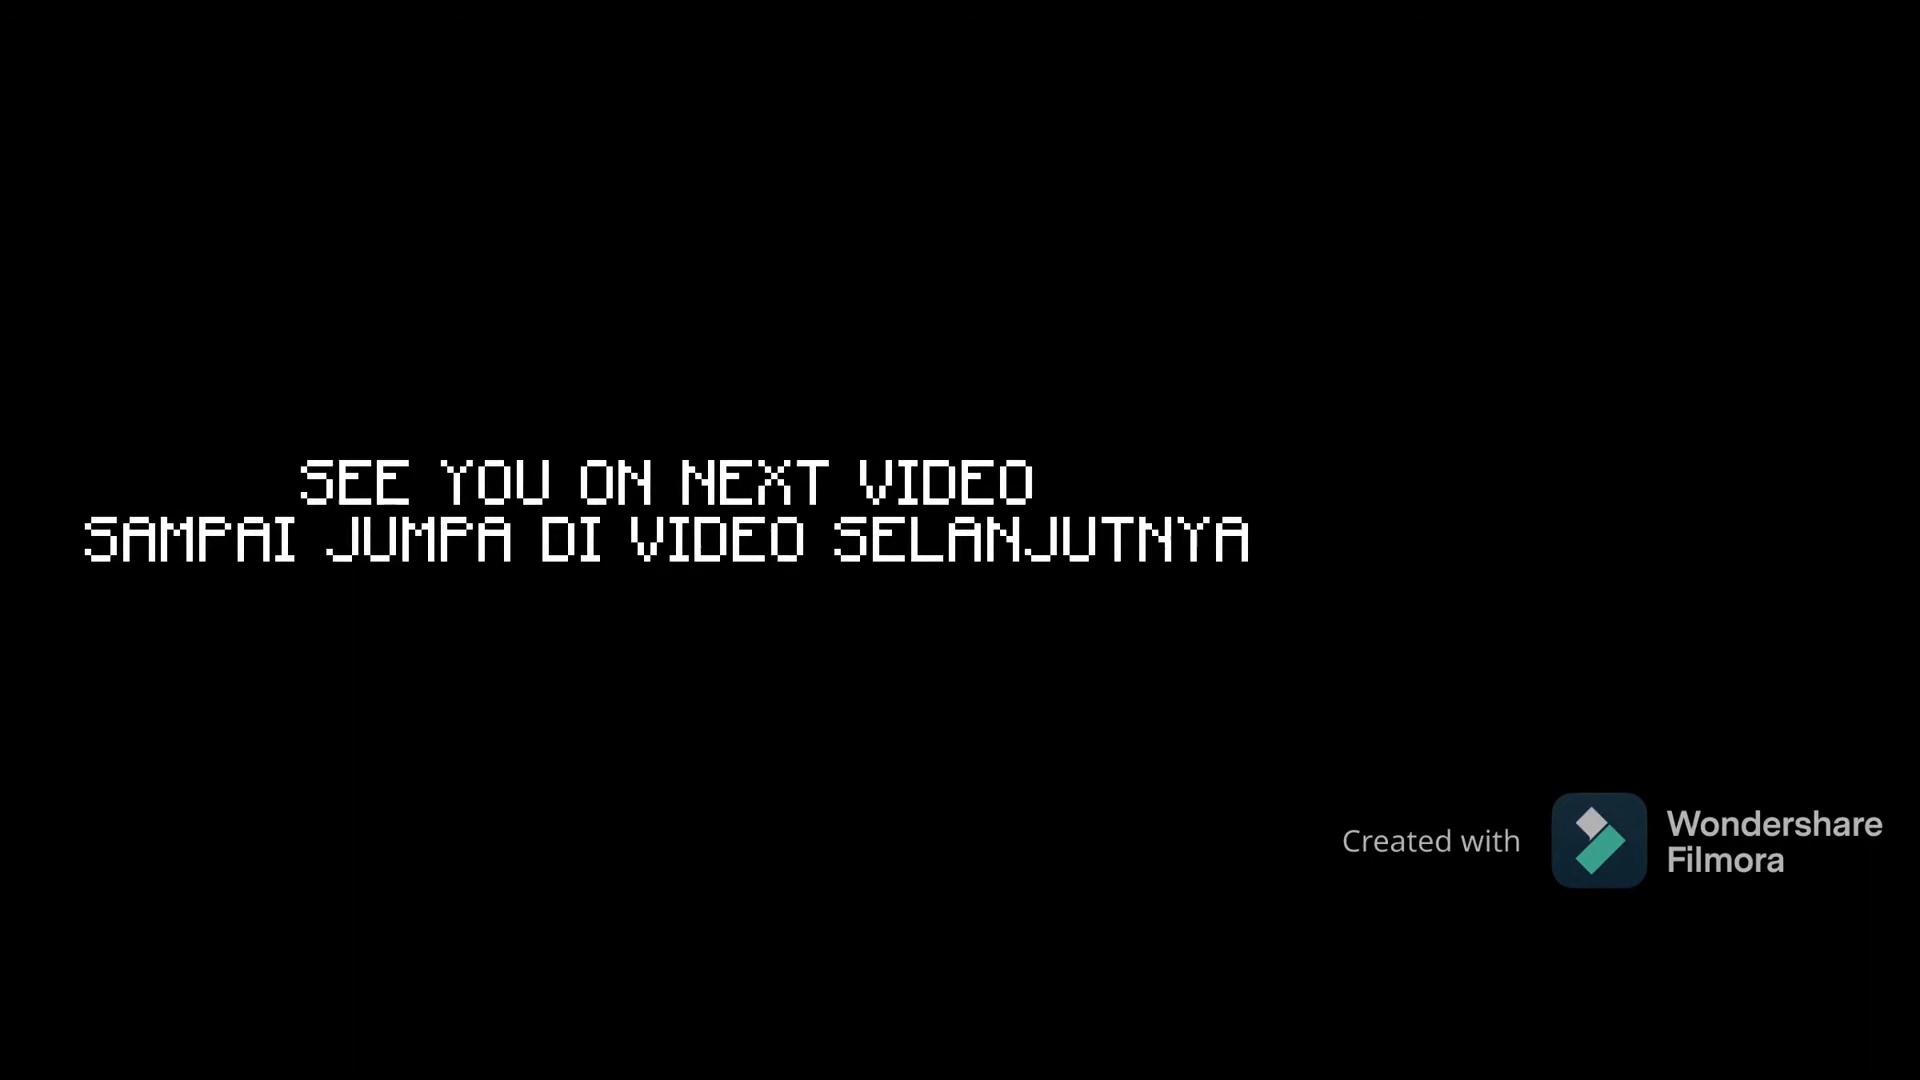 SEE YOU ON NEXT VIDEO
SAMPAI JUMPA DI VIDEO SELANJUTNYA
Created with
Wondershare
Filmora